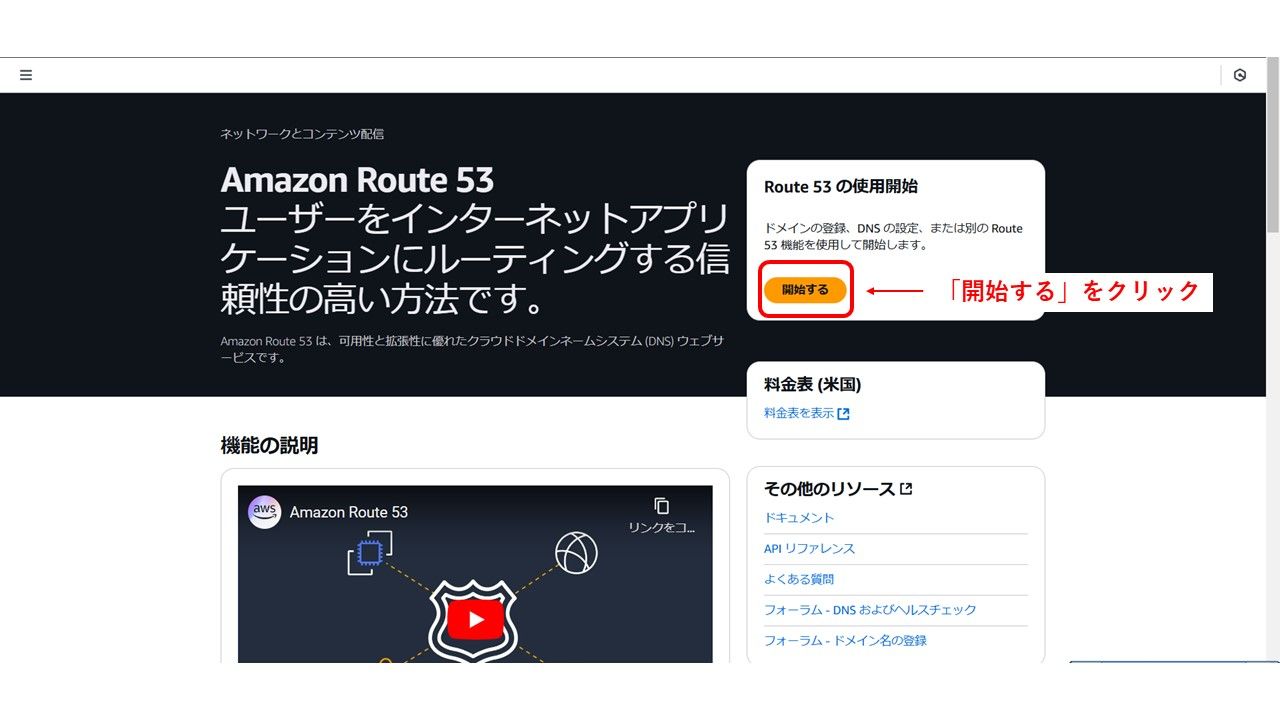 ネットワークとコンテンツ配信
Amazon Route 53
ユーザーをインターネットアプリ
ケーションにルーティングする信
頼性の高い方法です。
Amazon Route 53 は、可用性と拡張性に優れたクラウドドメインネームシステム (DNS) ウェブサ
ービスです。
Route 53 の使用開始
ドメインの登録、DNS の設定、または別の Route
53 機能を使用して開始します。
開始する
「開始する」をクリック
料金表 (米国)
料金表を表示
機能の説明
aws
Amazon Route 53
リンクをコ...
その他のリソース
ドキュメント
API リファレンス
よくある質問
フォーラム - DNS およびヘルスチェック
フォーラム - ドメイン名の登録